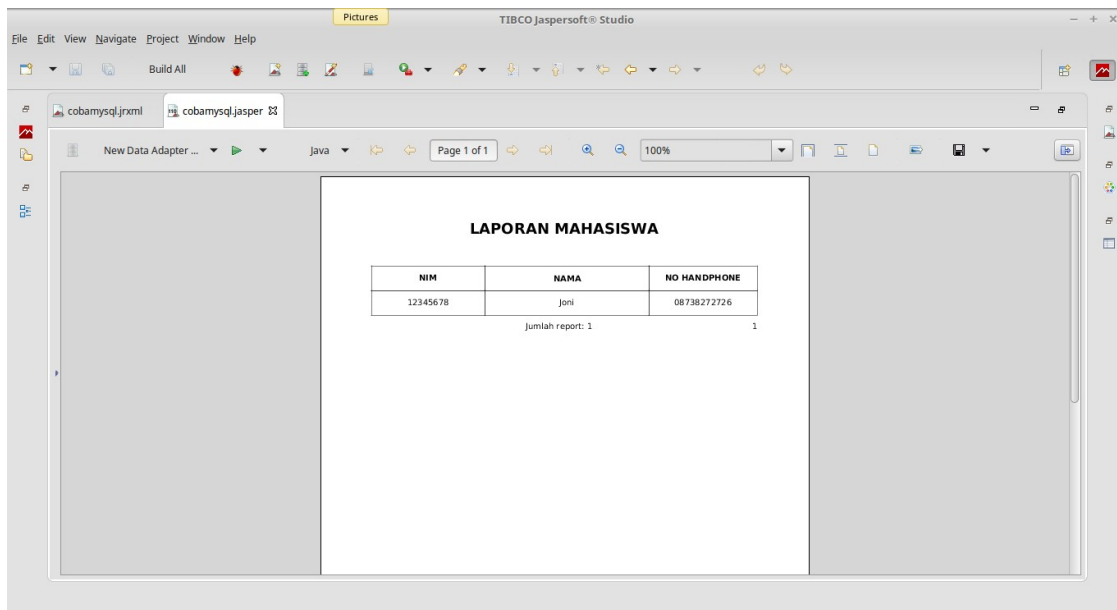 Pictures
TIBCO Jaspersoft® Studio
File Edit View Navigate Project Window Help
Build All
cobamysql.jrxml cobamysql.jasper
New Data Adapter ... Java Page 1 of 1 100%
LAPORAN MAHASISWA
NIM NAMA NO HANDPHONE
12345678 Joni 08738272726
Jumlah report: 1 1